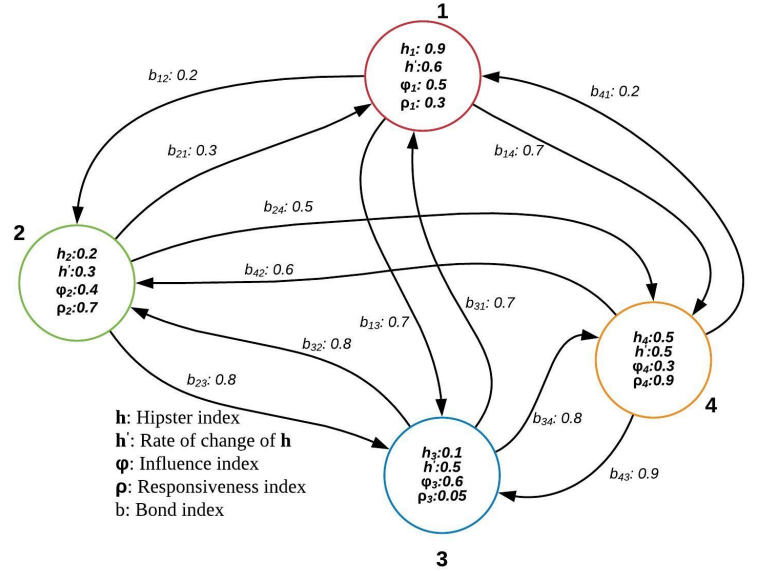 1
h₁: 0.9
h':0.6
φ₁: 0.5
ρ₁: 0.3
b₁₂: 0.2
b₄₁: 0.2
b₂₁: 0.3
b₁₄: 0.7
b₂₄: 0.5
2
h₂:0.2
h':0.3
φ₂:0.4
ρ₂:0.7
b₄₂: 0.6
b₃₁: 0.7
b₁₃: 0.7
b₃₂: 0.8
h₄:0.5
h':0.5
φ₄:0.3
ρ₄:0.9
4
b₂₃: 0.8
b₃₄: 0.8
b₄₃: 0.9
h: Hipster index
h': Rate of change of h
φ: Influence index
ρ: Responsiveness index
b: Bond index
h₃:0.1
h':0.5
φ₃:0.6
ρ₃:0.05
3